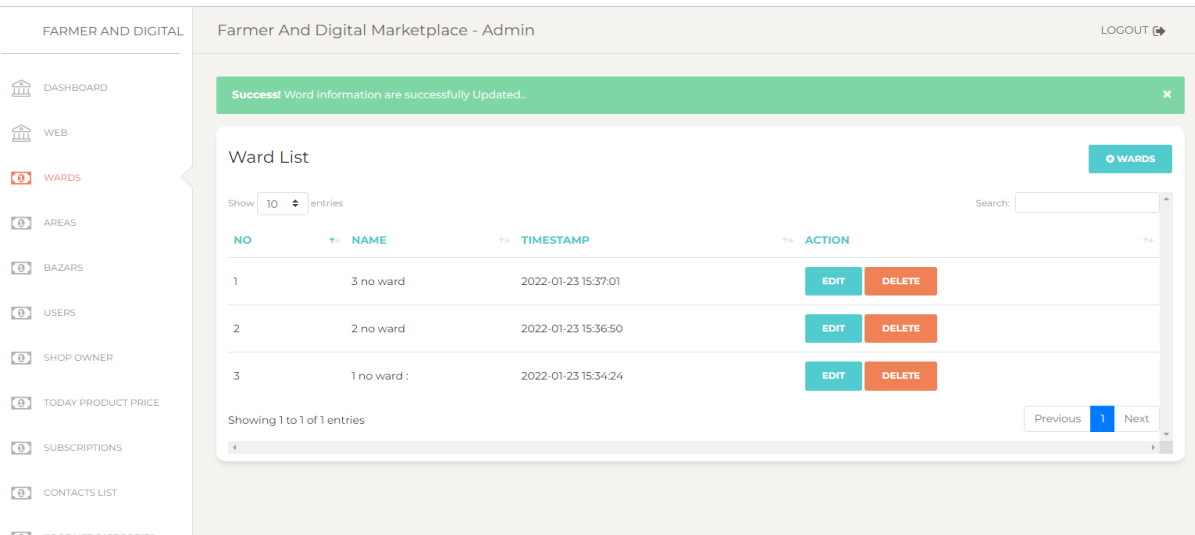 FARMER AND DIGITAL
Farmer And Digital Marketplace - Admin
LOGOUT
DASHBOARD
WEB
WARDS
AREAS
BAZARS
USERS
SHOP OWNER
TODAY PRODUCT PRICE
SUBSCRIPTIONS
CONTACTS LIST
Success! Word information are successfully Updated..
×
Ward List
WARDS
Show 10 entries
Search:
NO NAME TIMESTAMP ACTION
1 3 no ward 2022-01-23 15:37:01 EDIT DELETE
2 2 no ward 2022-01-23 15:36:50 EDIT DELETE
3 1 no ward : 2022-01-23 15:34:24 EDIT DELETE
Showing 1 to 1 of 1 entries
Previous 1 Next